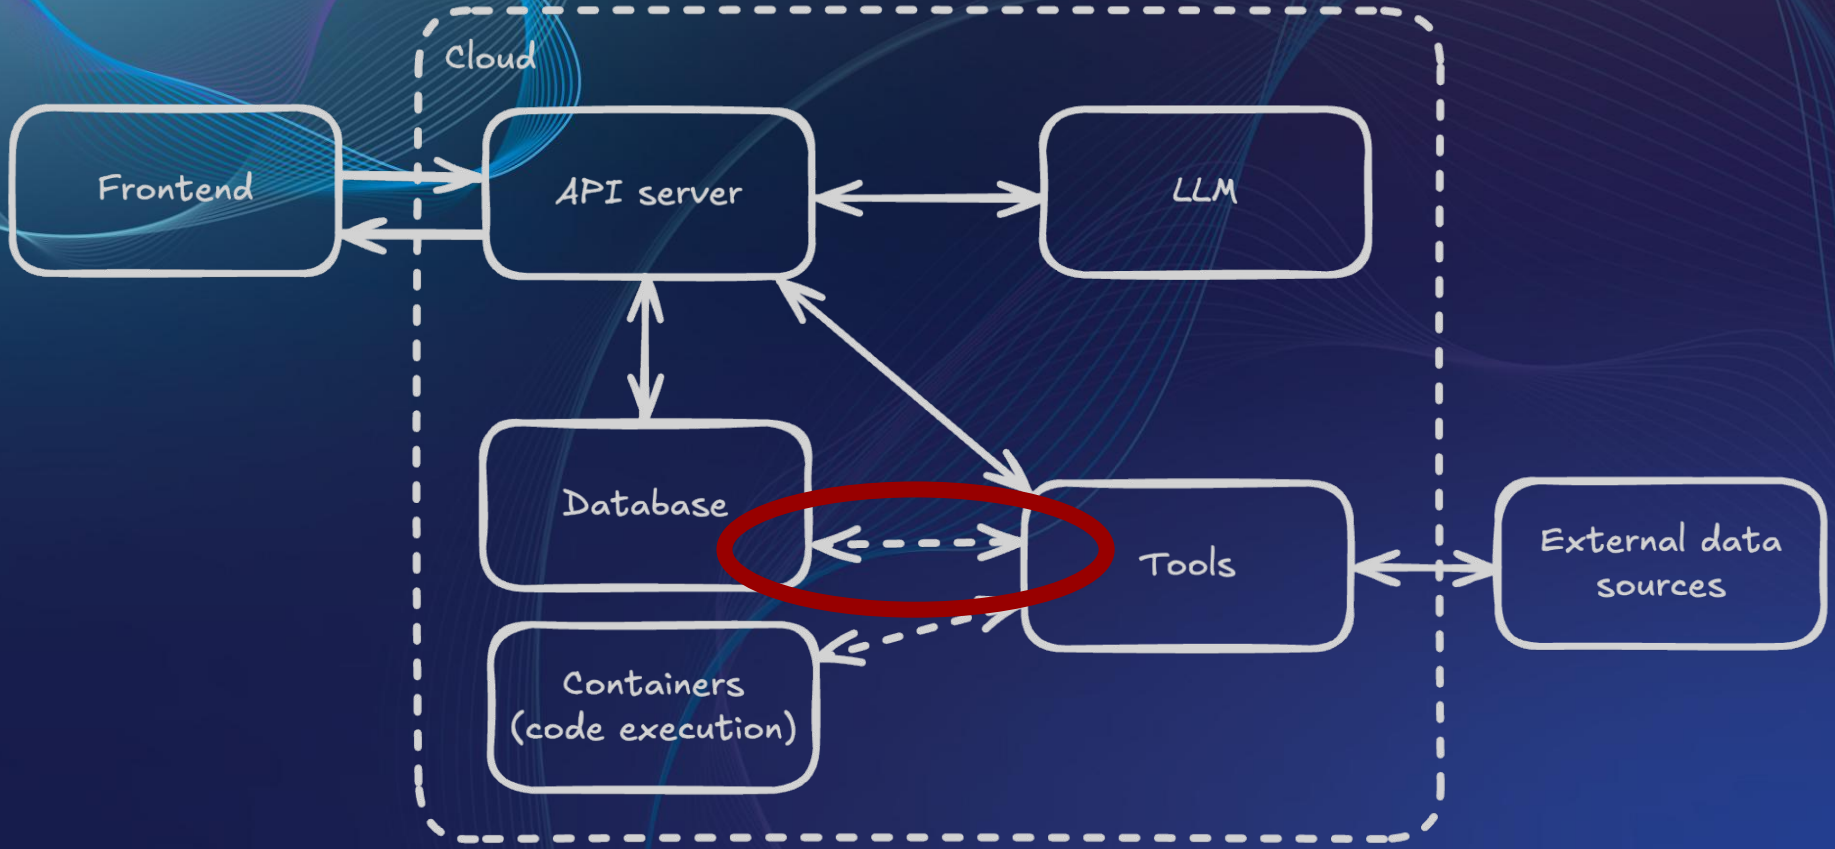 Cloud
Frontend
API server
LLM
Database
Tools
External data
sources
Containers
(code execution)